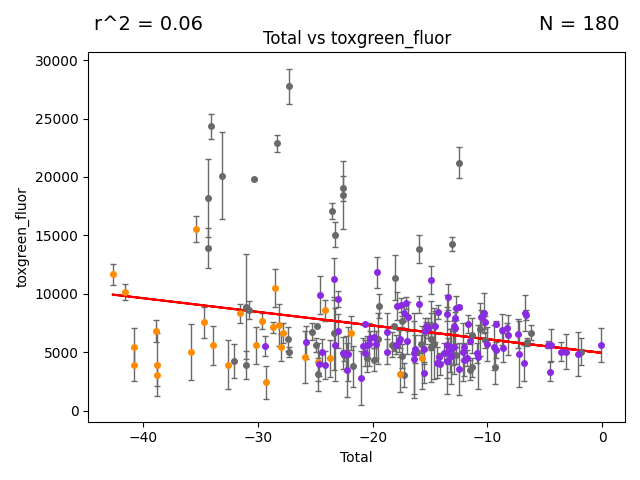 r^2 = 0.06
N = 180
Total vs toxgreen_fluor
30000
25000
20000
15000
10000
5000
0
toxgreen_fluor
−40
−30
−20
−10
0
Total